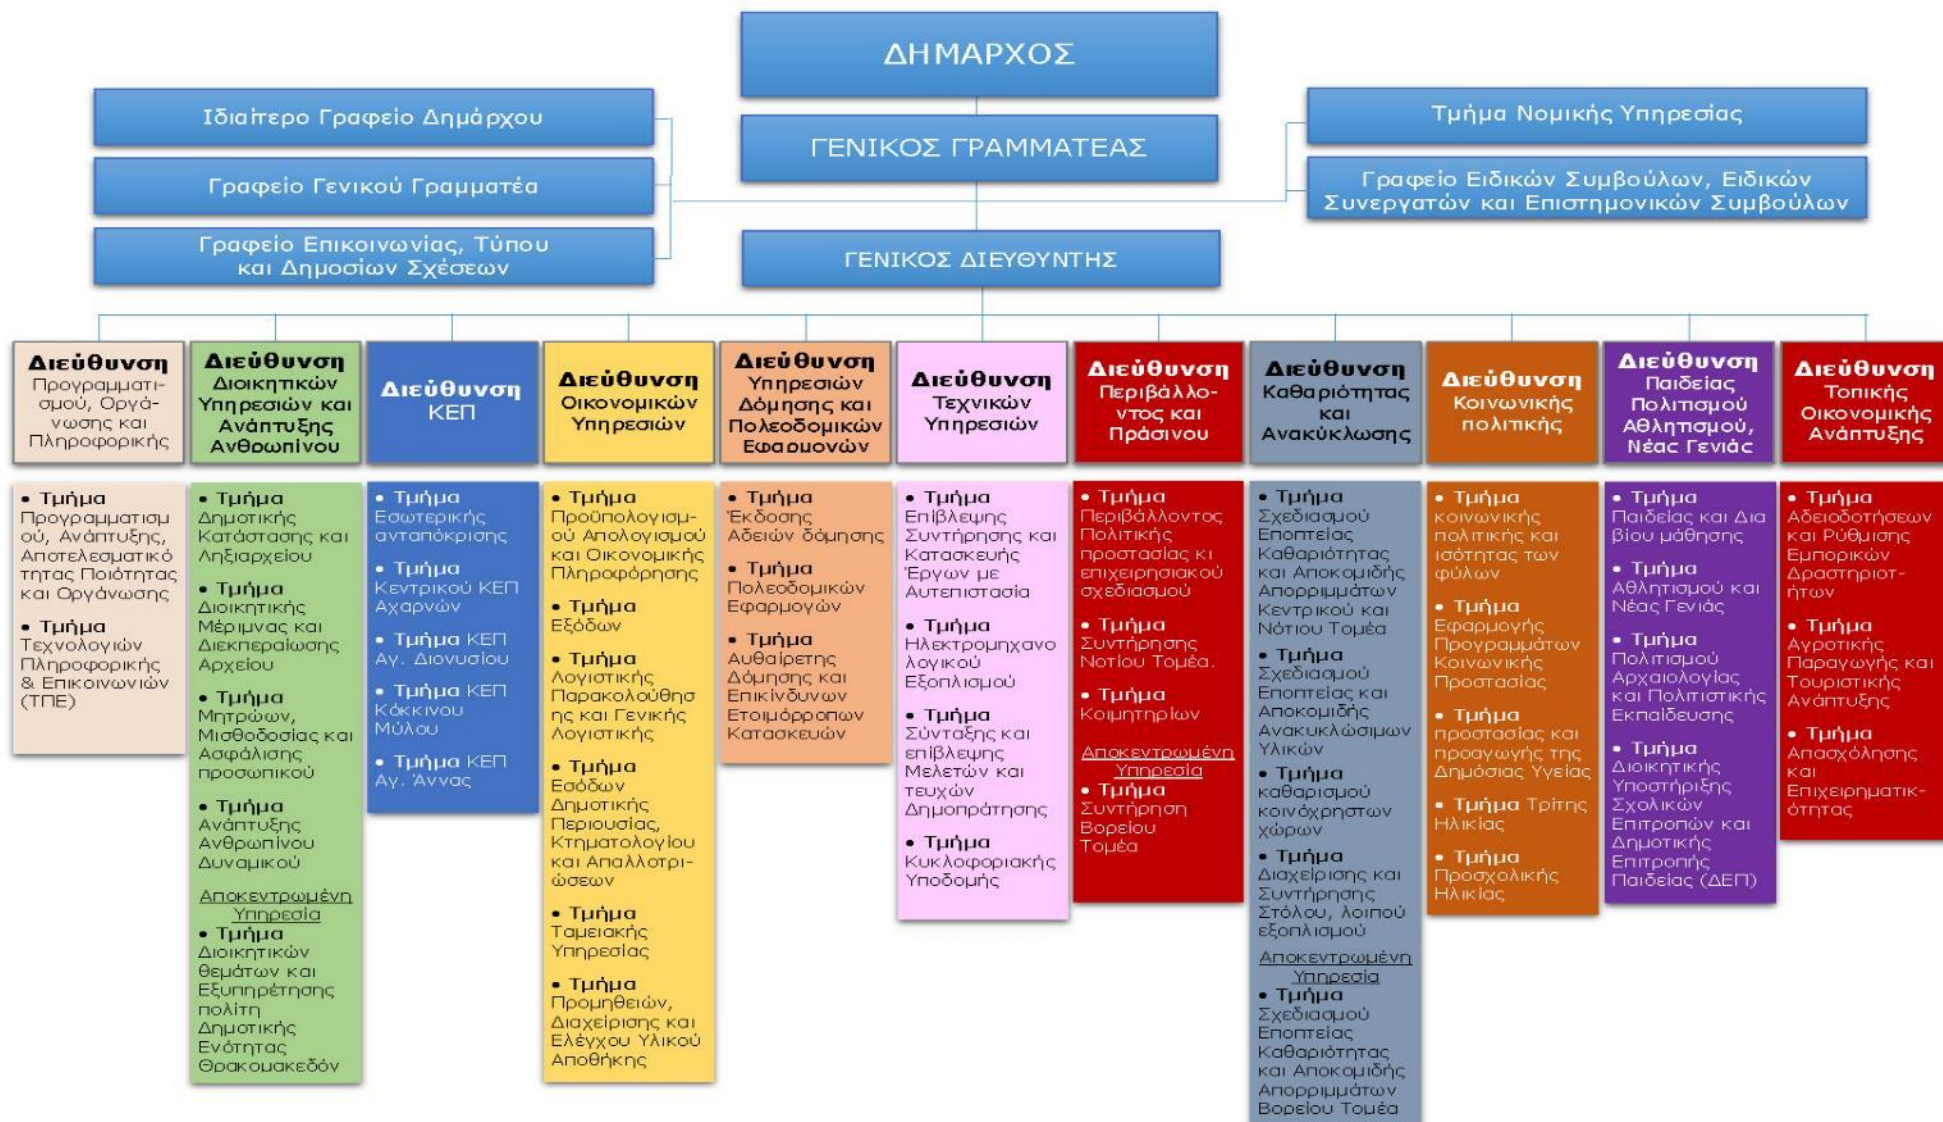 ΔΗΜΑΡΧΟΣ
Ιδιαίτερο Γραφείο Δημάρχου
Τμήμα Νομικής Υπηρεσίας
ΓΕΝΙΚΟΣ ΓΡΑΜΜΑΤΕΑΣ
Γραφείο Γενικού Γραμματέα
Γραφείο Ειδικών Συμβούλων, Ειδικών
Συνεργατών και Επιστημονικών Συμβούλων
Γραφείο Επικοινωνίας, Τύπου
και Δημοσίων Σχέσεων
ΓΕΝΙΚΟΣ ΔΙΕΥΘΥΝΤΗΣ
Διεύθυνση
Προγραμματι-
σμού, Οργά-
νωσης και
Πληροφορικής
• Τμήμα
Προγραμματισμ
ού, Ανάπτυξης,
Αποτελεσματικό
τητας Ποιότητας
και Οργάνωσης
• Τμήμα
Τεχνολογιών
Πληροφορικής
& Επικοινωνιών
(ΤΠΕ)
Διεύθυνση
Διοικητικών
Υπηρεσιών και
Ανάπτυξης
Ανθρωπίνου
• Τμήμα
Δημοτικής
Κατάστασης και
Ληξιαρχείου
• Τμήμα
Διοικητικής
Μέριμνας και
Διεκπεραίωσης
Αρχείου
• Τμήμα
Μητρώων,
Μισθοδοσίας και
Ασφάλισης
προσωπικού
• Τμήμα
Ανάπτυξης
Ανθρωπίνου
Δυναμικού
Αποκεντρωμένη
Υπηρεσία
• Τμήμα
Διοικητικών
θεμάτων και
Εξυπηρέτησης
πολίτη
Δημοτικής
Ενότητας
Θρακομακεδόν
Διεύθυνση
ΚΕΠ
• Τμήμα
Εσωτερικής
ανταπόκρισης
• Τμήμα
Κεντρικού ΚΕΠ
Αχαρνών
• Τμήμα ΚΕΠ
Αγ. Διονυσίου
• Τμήμα ΚΕΠ
Κόκκινου
Μύλου
• Τμήμα ΚΕΠ
Αγ. Άννας
Διεύθυνση
Οικονομικών
Υπηρεσιών
• Τμήμα
Προϋπολογισμ-
ού Απολογισμού
και Οικονομικής
Πληροφόρησης
• Τμήμα
Εξόδων
• Τμήμα
Λογιστικής
Παρακολούθησ
ης και Γενικής
Λογιστικής
• Τμήμα
Εσόδων
Δημοτικής
Περιουσίας,
Κτηματολογίου
και Απαλλοτρι-
ώσεων
• Τμήμα
Ταμειακής
Υπηρεσίας
• Τμήμα
Προμηθειών,
Διαχείρισης και
Ελέγχου Υλικού
Αποθήκης
Διεύθυνση
Υπηρεσιών
Δόμησης και
Πολεοδομικών
Εφαρμογών
• Τμήμα
Έκδοσης
Αδειών δόμησης
• Τμήμα
Πολεοδομικών
Εφαρμογών
• Τμήμα
Αυθαίρετης
Δόμησης και
Επικίνδυνων
Ετοιμόρροπων
Κατασκευών
Διεύθυνση
Τεχνικών
Υπηρεσιών
• Τμήμα
Επίβλεψης
Συντήρησης και
Κατασκευής
Έργων με
Αυτεπιστασία
• Τμήμα
Ηλεκτρομηχανο
λογικού
Εξοπλισμού
• Τμήμα
Σύνταξης και
επίβλεψης
Μελετών και
τευχών
Δημοπράτησης
• Τμήμα
Κυκλοφοριακής
Υποδομής
Διεύθυνση
Περιβάλλο-
ντος και
Πράσινου
• Τμήμα
Περιβάλλοντος
Πολιτικής
προστασίας κι
επιχειρησιακού
σχεδιασμού
• Τμήμα
Συντήρησης
Νοτίου Τομέα.
• Τμήμα
Κοιμητηρίων
Αποκεντρωμένη
Υπηρεσία
• Τμήμα
Συντήρηση
Βορείου
Τομέα
Διεύθυνση
Καθαριότητας
και
Ανακύκλωσης
• Τμήμα
Σχεδιασμού
Εποπτείας
Καθαριότητας
και Αποκομιδής
Απορριμμάτων
Κεντρικού και
Νότιου Τομέα
• Τμήμα
Σχεδιασμού
Εποπτείας και
Αποκομιδής
Ανακυκλώσιμων
Υλικών
• Τμήμα
καθαρισμού
κοινόχρηστων
χώρων
• Τμήμα
Διαχείρισης και
Συντήρησης
Στόλου, λοιπού
εξοπλισμού
Αποκεντρωμένη
Υπηρεσία
• Τμήμα
Σχεδιασμού
Εποπτείας
Καθαριότητας
και Αποκομιδής
Απορριμμάτων
Βορείου Τομέα
Διεύθυνση
Κοινωνικής
πολιτικής
• Τμήμα
κοινωνικής
πολιτικής και
ισότητας των
φύλων
• Τμήμα
Εφαρμογής
Προγραμμάτων
Κοινωνικής
Προστασίας
• Τμήμα
προστασίας και
προαγωγής της
Δημόσιας Υγείας
• Τμήμα Τρίτης
Ηλικίας
• Τμήμα
Προσχολικής
Ηλικίας
Διεύθυνση
Παιδείας
Πολιτισμού
Αθλητισμού,
Νέας Γενιάς
• Τμήμα
Παιδείας και Δια
βίου μάθησης
• Τμήμα
Αθλητισμού και
Νέας Γενιάς
• Τμήμα
Πολιτισμού
Αρχαιολογίας
και Πολιτιστικής
Εκπαίδευσης
• Τμήμα
Διοικητικής
Υποστήριξης
Σχολικών
Επιτροπών και
Δημοτικής
Επιτροπής
Παιδείας (ΔΕΠ)
Διεύθυνση
Τοπικής
Οικονομικής
Ανάπτυξης
• Τμήμα
Αδειοδοτήσεων
και Ρύθμισης
Εμπορικών
Δραστηριοτ-
ήτων
• Τμήμα
Αγροτικής
Παραγωγής και
Τουριστικής
Ανάπτυξης
• Τμήμα
Απασχόλησης
και
Επιχειρηματικ-
ότητας